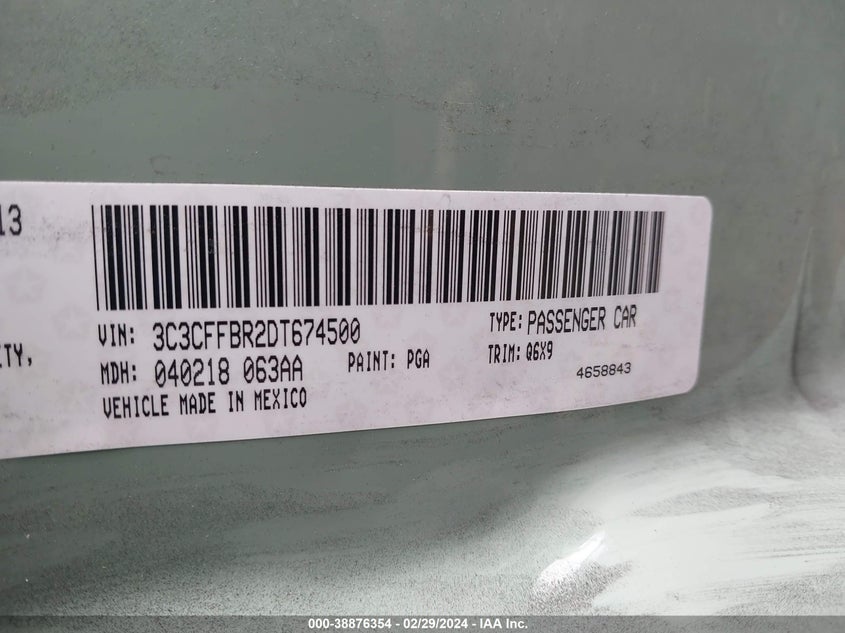 13
ITY,
VIN: 3C3CFFBR2DT674500 TYPE: PASSENGER CAR
MDH: 040218 063AA PAINT: PGA TRIM: Q6X9
VEHICLE MADE IN MEXICO 4658843
000-38876354 - 02/29/2024 - IAA Inc.